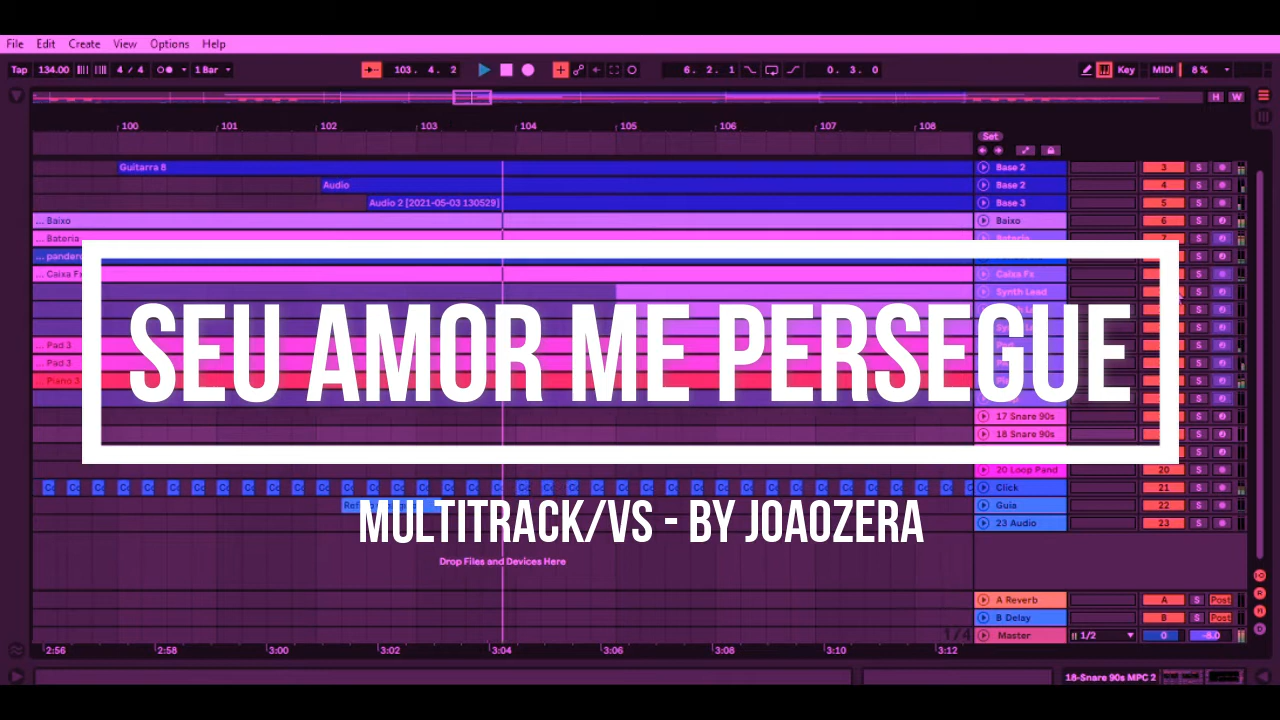 File Edit Create View Options Help
Tap 134.00 4 / 4 1 Bar 103. 4. 2 6. 2. 1 0. 3. 0 Key MIDI 8 %
H W
100 101 102 103 104 105 106 107 108
Set
Guitarra 8 Base 2 3 S
Audio Base 2 4 S
Audio 2 [2021-05-03 130529] Base 3 5 S
... Baixo Baixo 6 S
... Bateria Bateria 7 S
... pander S
... Caixa Fx Caixa Fx S
Synth Lead S
SEU AMOR ME PERSEGUE
Pad 3 S
Pad 3 S
... Piano 3 S
17 Snare 90s S
18 Snare 90s S
20 Loop Pand 20 S
Click 21 S
Guia 22 S
23 Audio 23 S
MULTITRACK/VS - BY JOAOZERA
Drop Files and Devices Here
A Reverb A S Post
B Delay B S Post
1/4 Master 1/2 0 -8.0
2:56 2:58 3:00 3:02 3:04 3:06 3:08 3:10 3:12
18-Snare 90s MPC 2